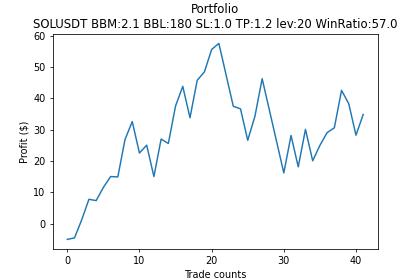 Portfolio
SOLUSDT BBM:2.1 BBL:180 SL:1.0 TP:1.2 lev:20 WinRatio:57.0
60
50
40
30
20
10
0
Profit ($)
0 10 20 30 40
Trade counts